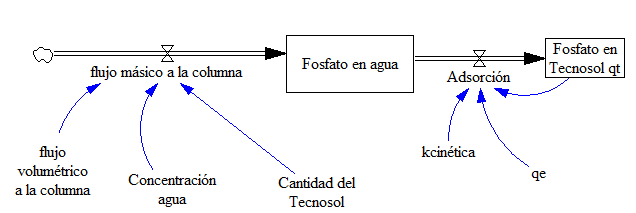 flujo másico a la columna
Fosfato en agua
Adsorción
Fosfato en
Tecnosol qt
flujo
volumétrico
a la columna
Concentración
agua
Cantidad del
Tecnosol
kcinética
qe